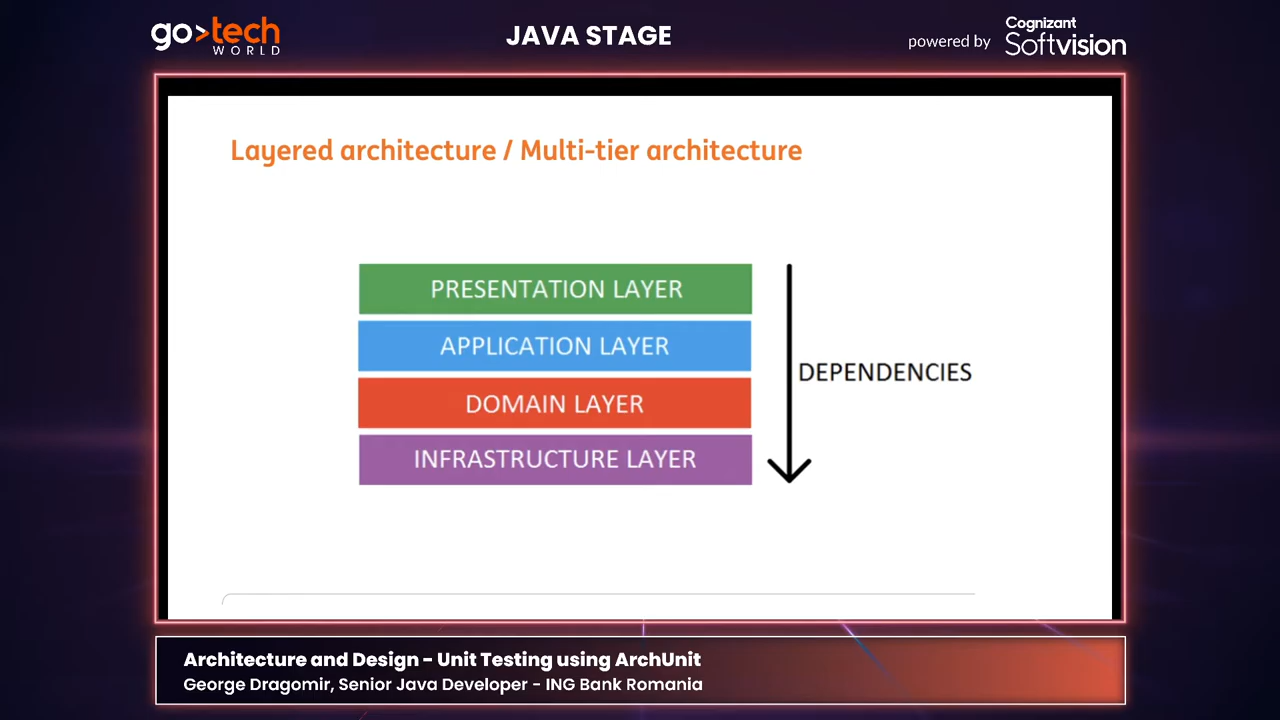 go>tech
WORLD
JAVA STAGE
powered by
Cognizant
Softvision
Layered architecture / Multi-tier architecture
PRESENTATION LAYER
APPLICATION LAYER
DOMAIN LAYER
INFRASTRUCTURE LAYER
DEPENDENCIES
Architecture and Design - Unit Testing using ArchUnit
George Dragomir, Senior Java Developer - ING Bank Romania